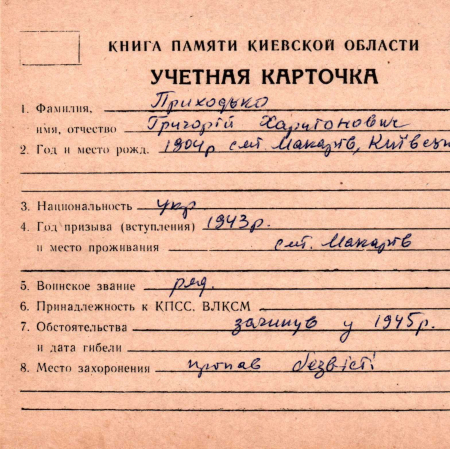 КНИГА ПАМЯТИ КИЕВСКОЙ ОБЛАСТИ
УЧЕТНАЯ КАРТОЧКА
1. Фамилия, Приходько
имя, отчество Григорій Харитонович
2. Год и место рожд. 1904р смт Макарів, Київськ
3. Национальность укр
4. Год призыва (вступления) 1943р.
и место проживания смт. Макарів
5. Воинское звание ряд.
6. Принадлежность к КПСС. ВЛКСМ
7. Обстоятельства загинув у 1945р.
и дата гибели
8. Место захоронения пропав безвісті